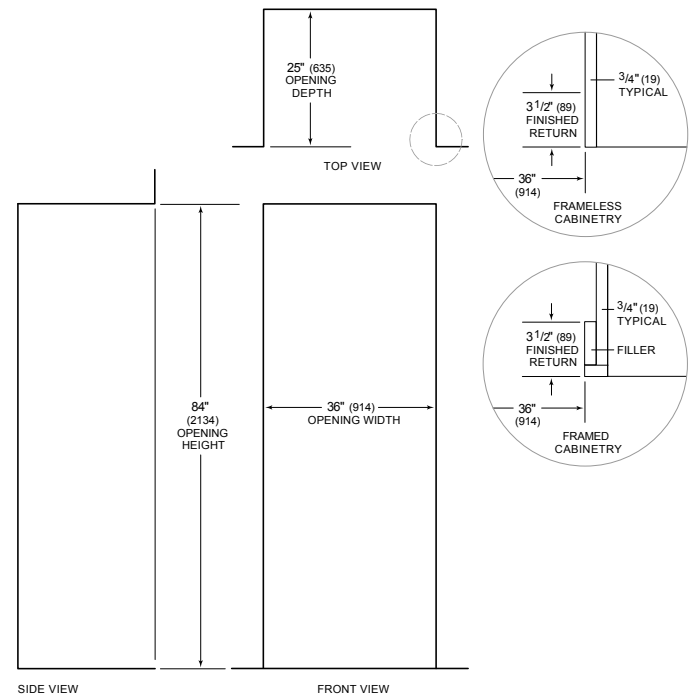 25" (635)
OPENING
DEPTH
TOP VIEW
3/4" (19)
TYPICAL
3 1/2" (89)
FINISHED
RETURN
36"
(914)
FRAMELESS
CABINETRY
3/4" (19)
TYPICAL
3 1/2" (89)
FINISHED
RETURN
FILLER
36"
(914)
FRAMED
CABINETRY
84"
(2134)
OPENING
HEIGHT
36" (914)
OPENING WIDTH
SIDE VIEW
FRONT VIEW